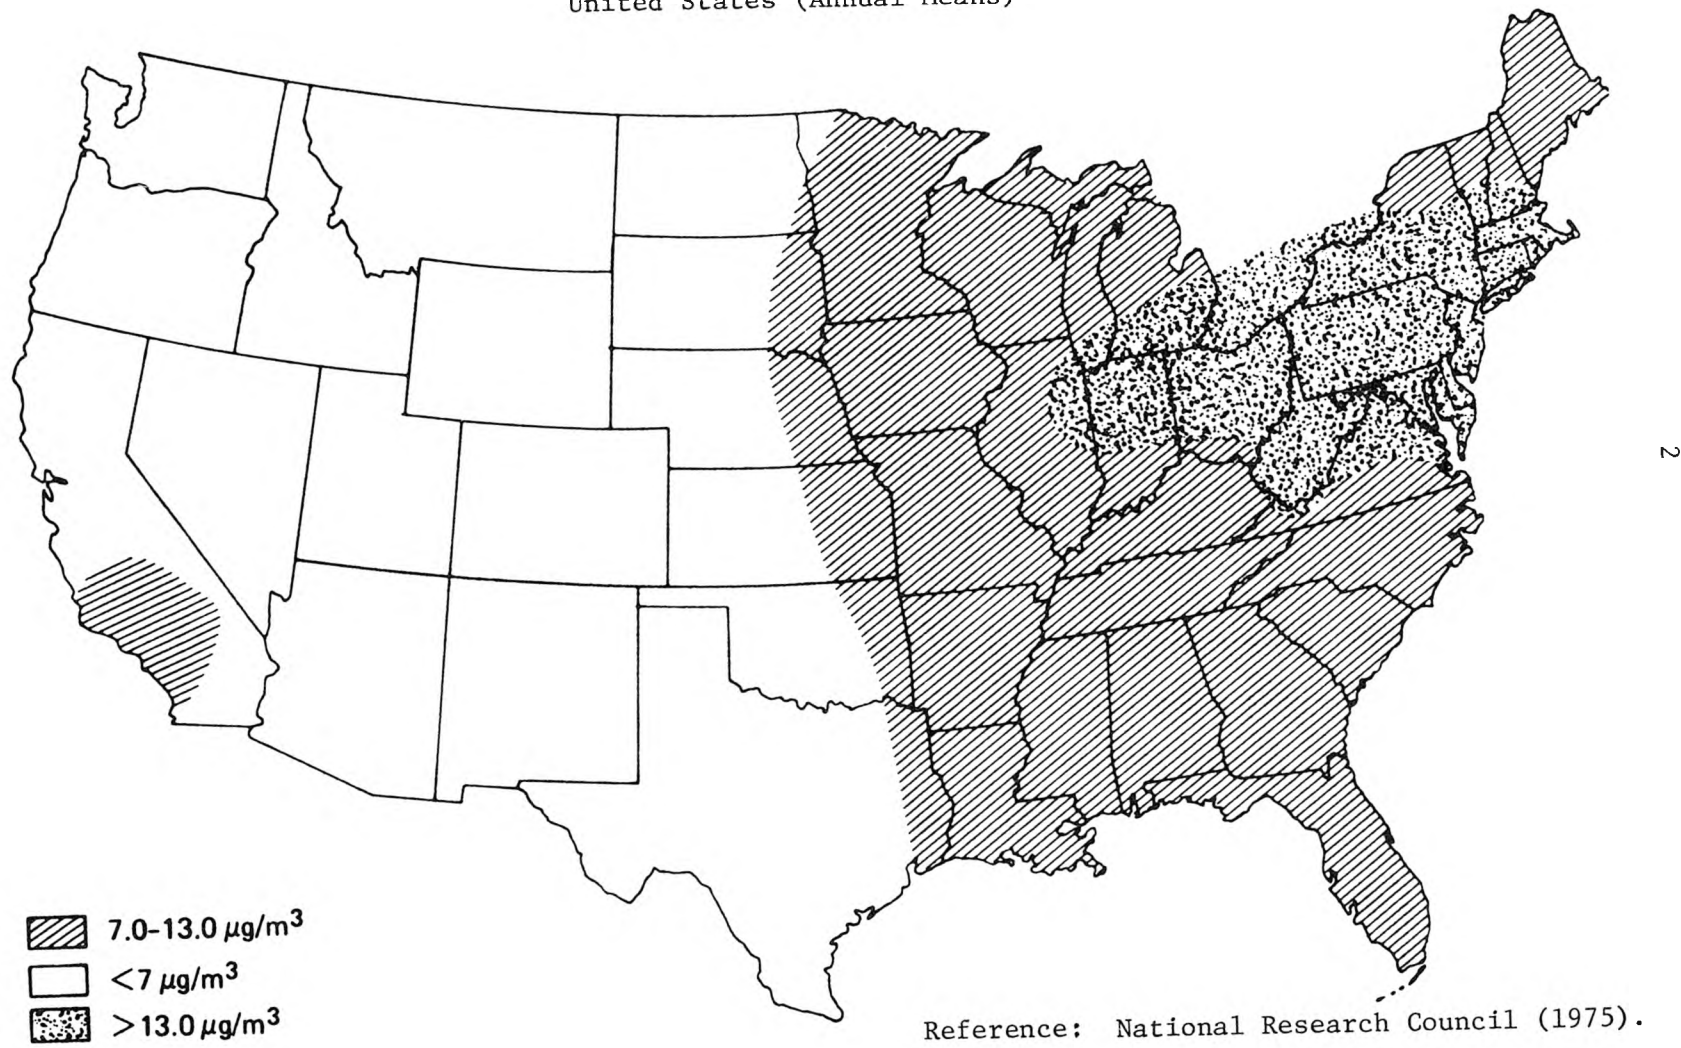 United States (Annual Means)
2
7.0-13.0 μg/m³
<7 μg/m³
>13.0 μg/m³
Reference: National Research Council (1975).